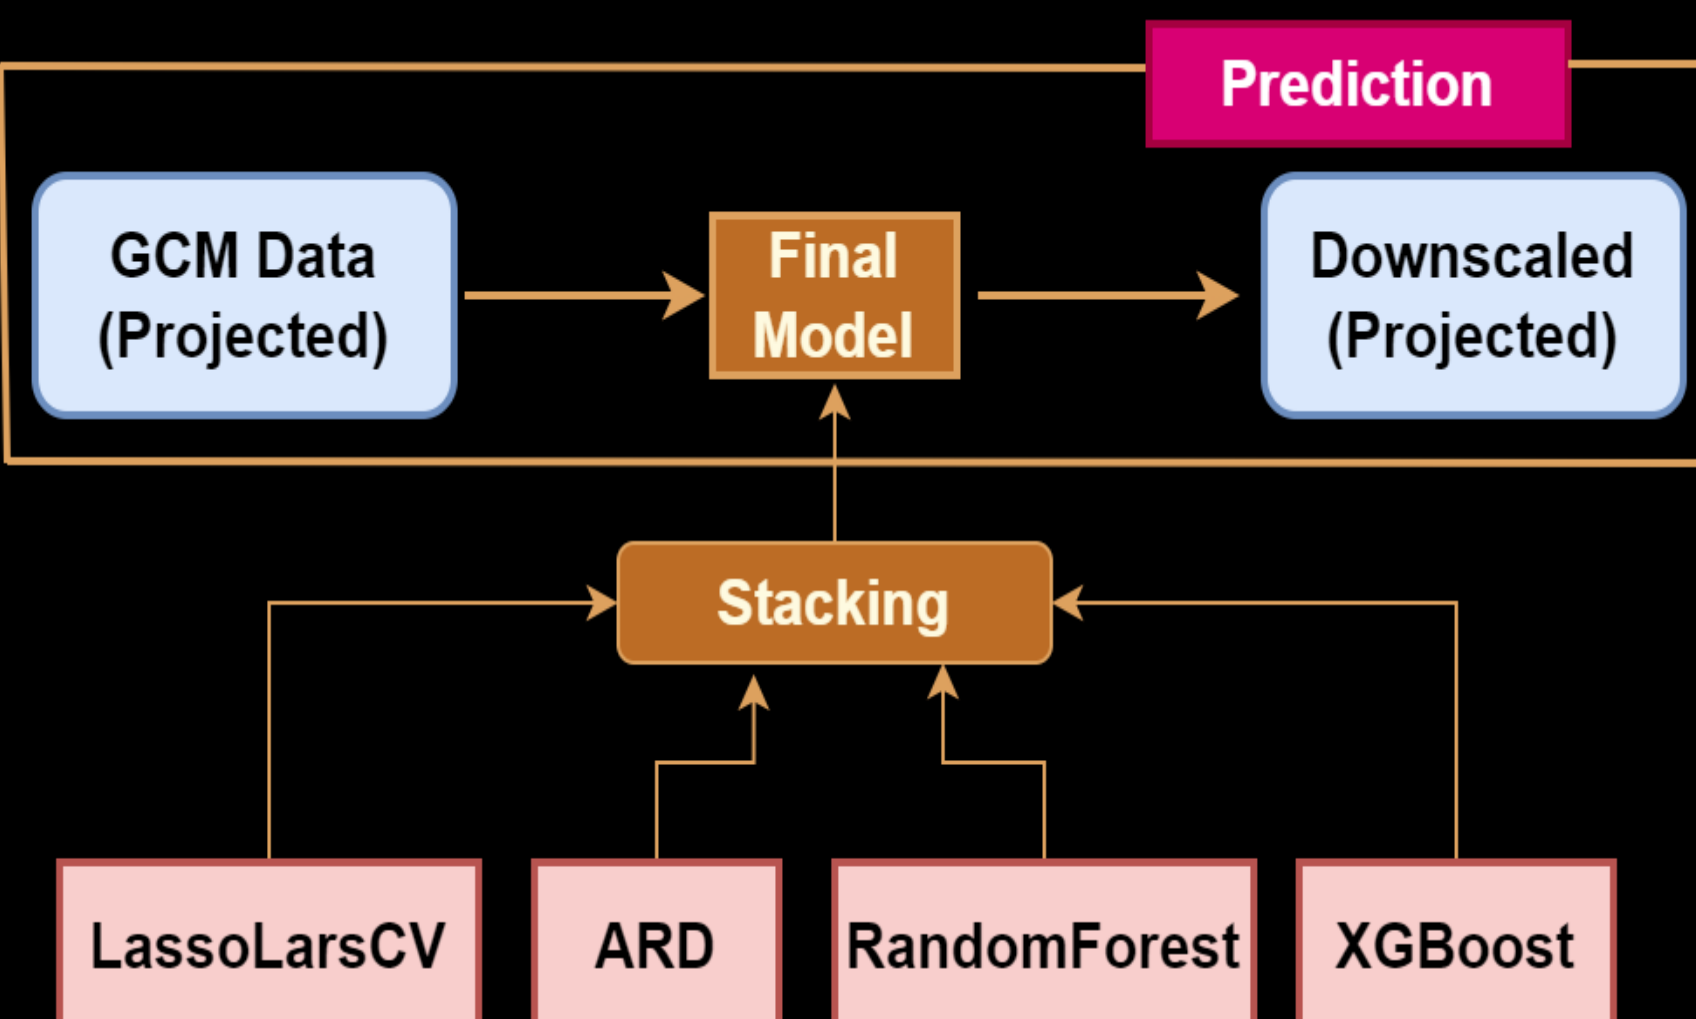 Prediction
GCM Data
(Projected)
Final
Model
Downscaled
(Projected)
Stacking
LassoLarsCV
ARD
RandomForest
XGBoost